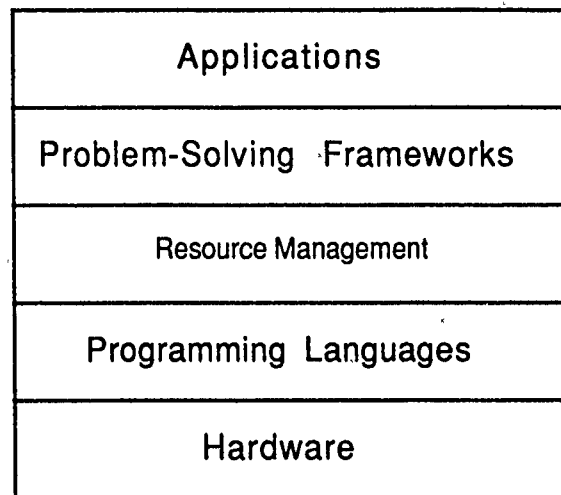 Applications
Problem-Solving Frameworks
Resource Management
Programming Languages
Hardware